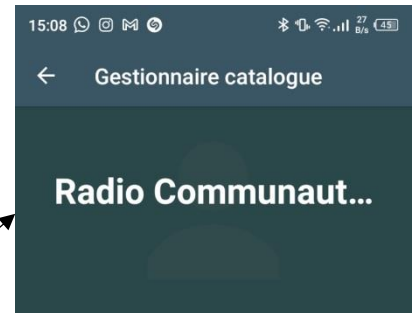 15:08 27 B/s 45
Gestionnaire catalogue
Radio Communaut...